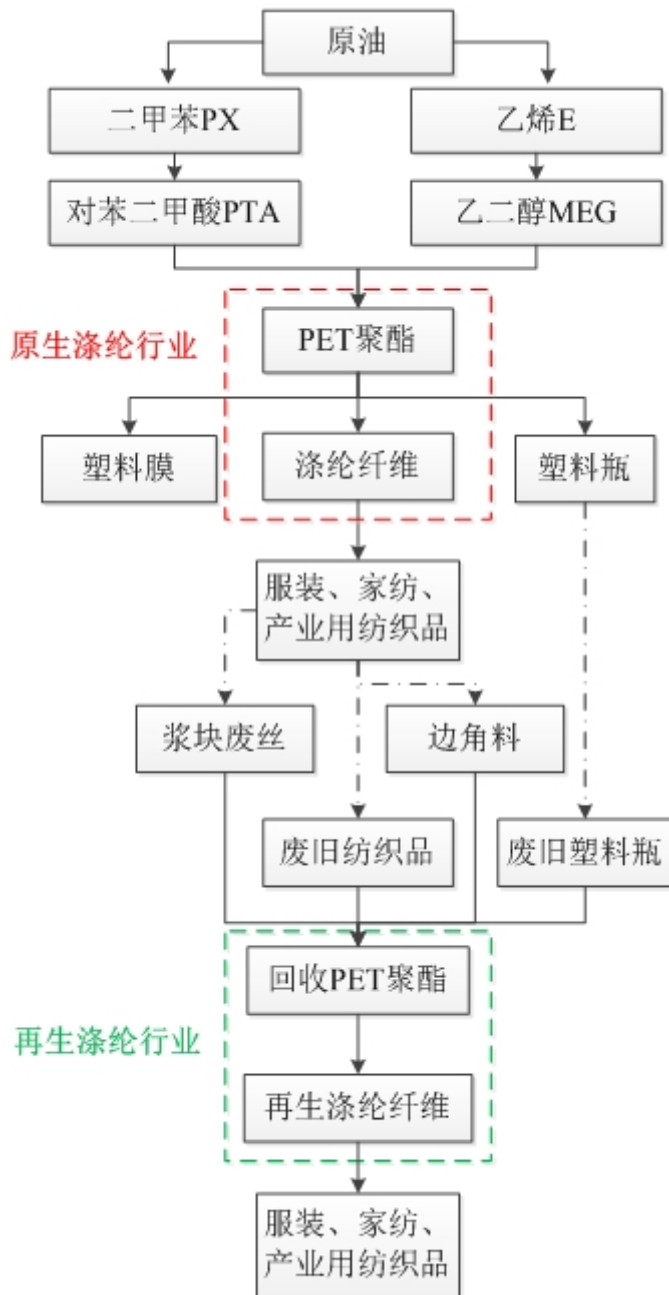 原油
二甲苯PX
乙烯E
对苯二甲酸PTA
乙二醇MEG
原生涤纶行业
PET聚酯
塑料膜
涤纶纤维
塑料瓶
服装、家纺、
产业用纺织品
浆块废丝
边角料
废旧纺织品
废旧塑料瓶
回收PET聚酯
再生涤纶行业
再生涤纶纤维
服装、家纺、
产业用纺织品